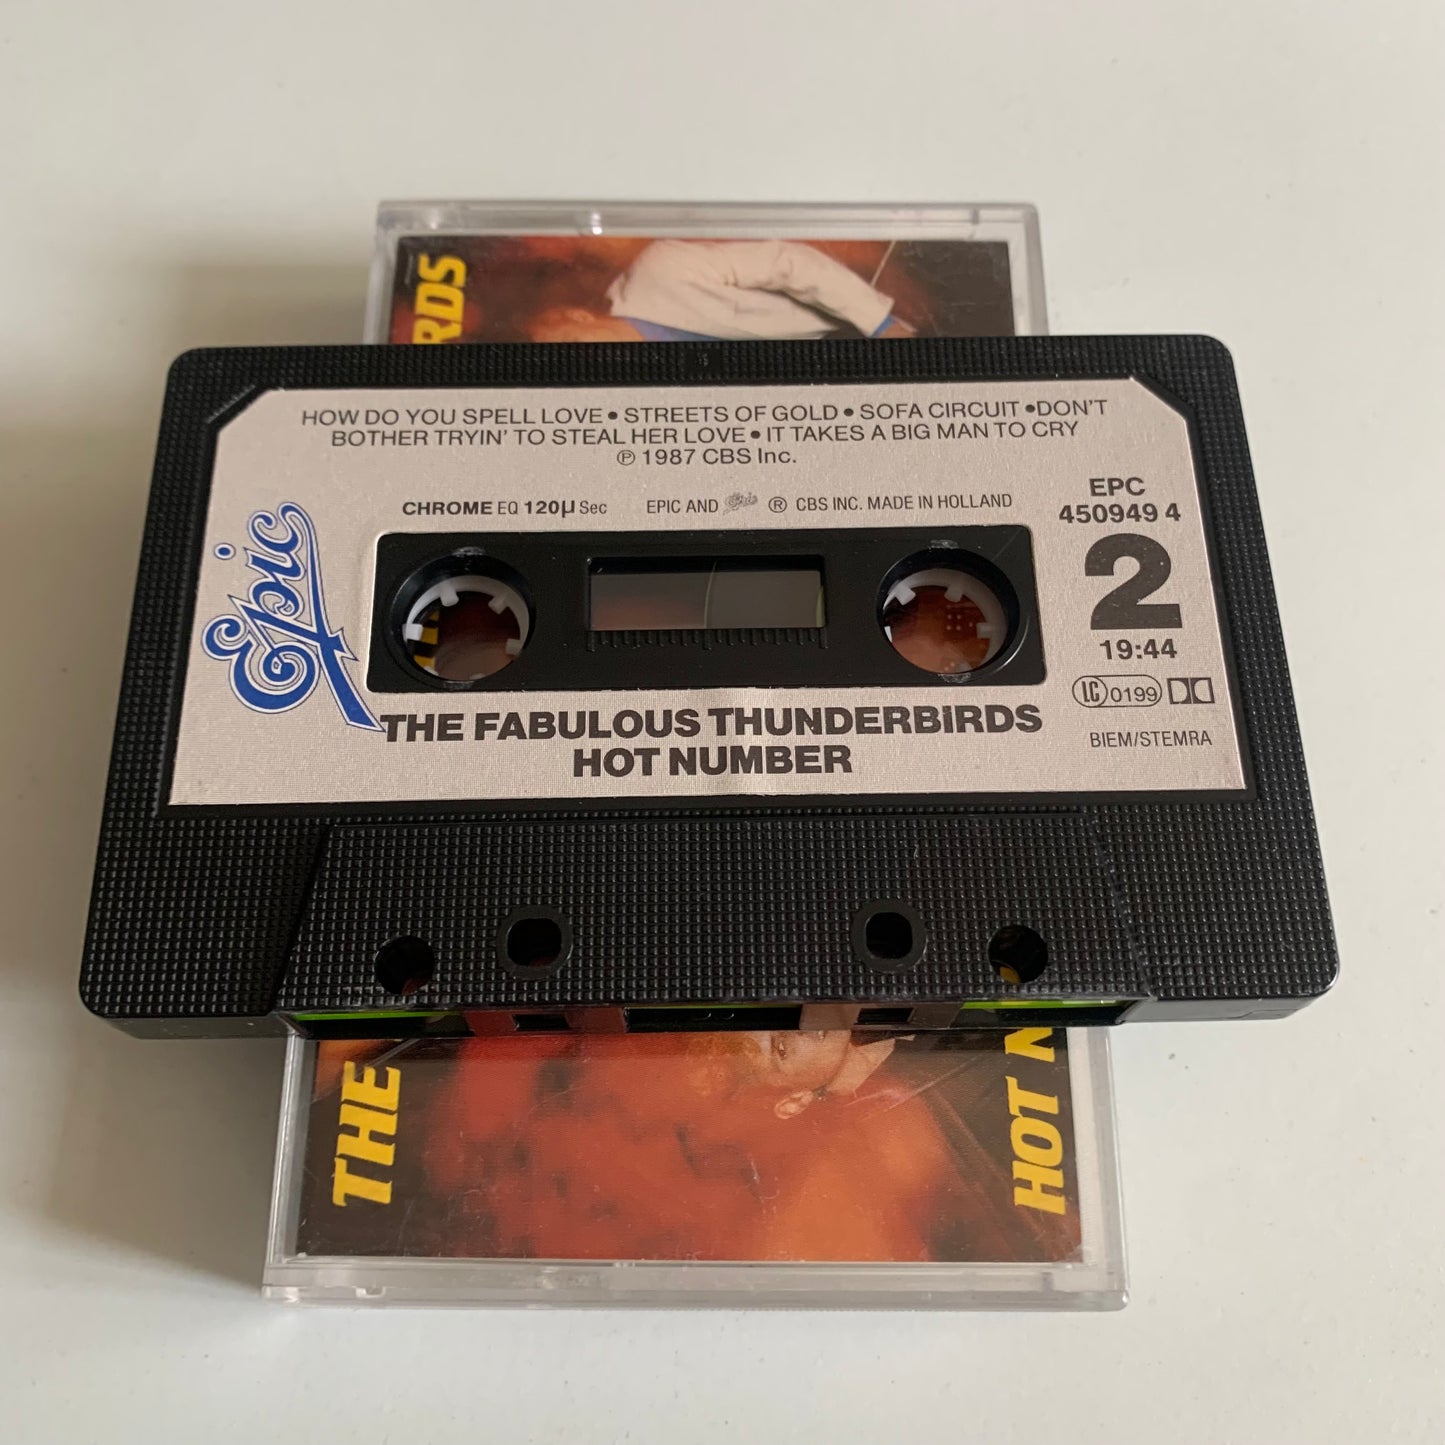 RDS
HOW DO YOU SPELL LOVE • STREETS OF GOLD • SOFA CIRCUIT • DON'T
BOTHER TRYIN' TO STEAL HER LOVE • IT TAKES A BIG MAN TO CRY
℗ 1987 CBS Inc.
CHROME EQ 120µ Sec
EPIC AND Epic ® CBS INC. MADE IN HOLLAND
EPC
450949 4
2
19:44
LC 0199
BIEM/STEMRA
Epic
THE FABULOUS THUNDERBiRDS
HOT NUMBER
THE
HOT N